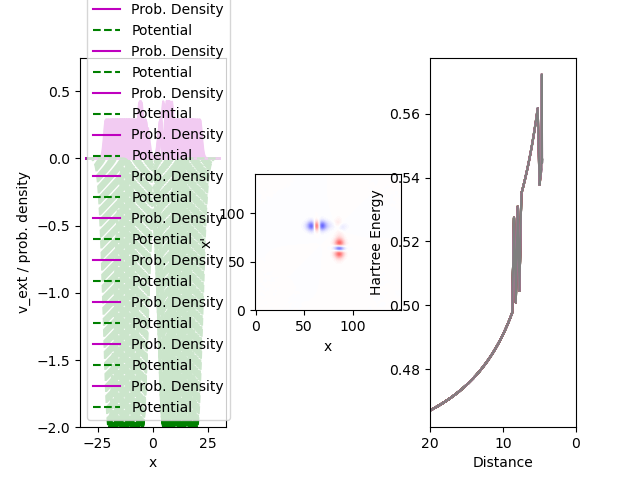 Prob. Density
Potential
Prob. Density
Potential
Prob. Density
Potential
Prob. Density
Potential
Prob. Density
Potential
Prob. Density
Potential
Prob. Density
Potential
Prob. Density
Potential
Prob. Density
Potential
Prob. Density
Potential
0.5
0.0
−0.5
−1.0
−1.5
−2.0
v_ext / prob. density
−25
0
25
x
100
50
0
x'
0
50
100
x
0.56
0.54
0.52
0.50
0.48
Hartree Energy
20
10
0
Distance